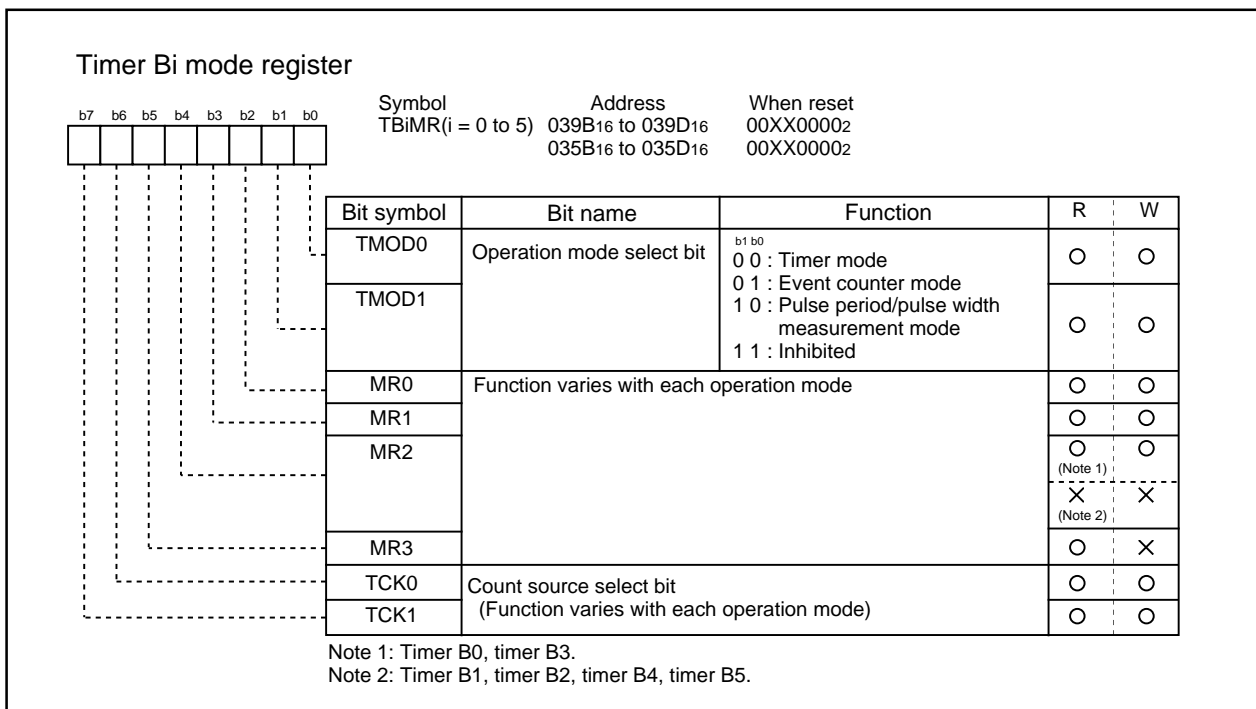 Timer Bi mode register
Symbol Address When reset
b7 b6 b5 b4 b3 b2 b1 b0
TBiMR(i = 0 to 5) 039B16 to 039D16 00XX00002
035B16 to 035D16 00XX00002
Bit symbol Bit name Function R W
TMOD0 Operation mode select bit
b1 b0
0 0 : Timer mode
0 1 : Event counter mode
TMOD1
1 0 : Pulse period/pulse width
measurement mode
1 1 : Inhibited
MR0 Function varies with each operation mode
MR1
MR2
(Note 1)
(Note 2)
MR3
TCK0 Count source select bit
TCK1 (Function varies with each operation mode)
Note 1: Timer B0, timer B3.
Note 2: Timer B1, timer B2, timer B4, timer B5.